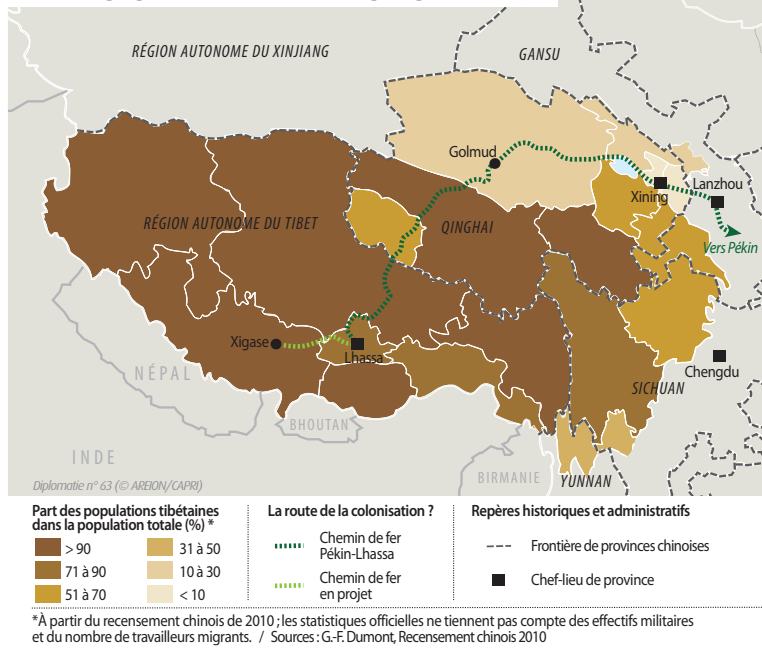 RÉGION AUTONOME DU XINJIANG
GANSU
Golmud
Xining
Lanzhou
RÉGION AUTONOME DU TIBET
QINGHAI
Vers Pékin
Xigase
Lhassa
Chengdu
NÉPAL
SICHUAN
BHOUTAN
INDE
BIRMANIE
YUNNAN
Diplomatie n° 63 (© AREION/CAPRI)
Part des populations tibétaines
dans la population totale (%) *
> 90
31 à 50
71 à 90
10 à 30
51 à 70
< 10
La route de la colonisation ?
Chemin de fer
Pékin-Lhassa
Chemin de fer
en projet
Repères historiques et administratifs
Frontière de provinces chinoises
Chef-lieu de province
*À partir du recensement chinois de 2010 ; les statistiques officielles ne tiennent pas compte des effectifs militaires
et du nombre de travailleurs migrants. / Sources : G.-F. Dumont, Recensement chinois 2010